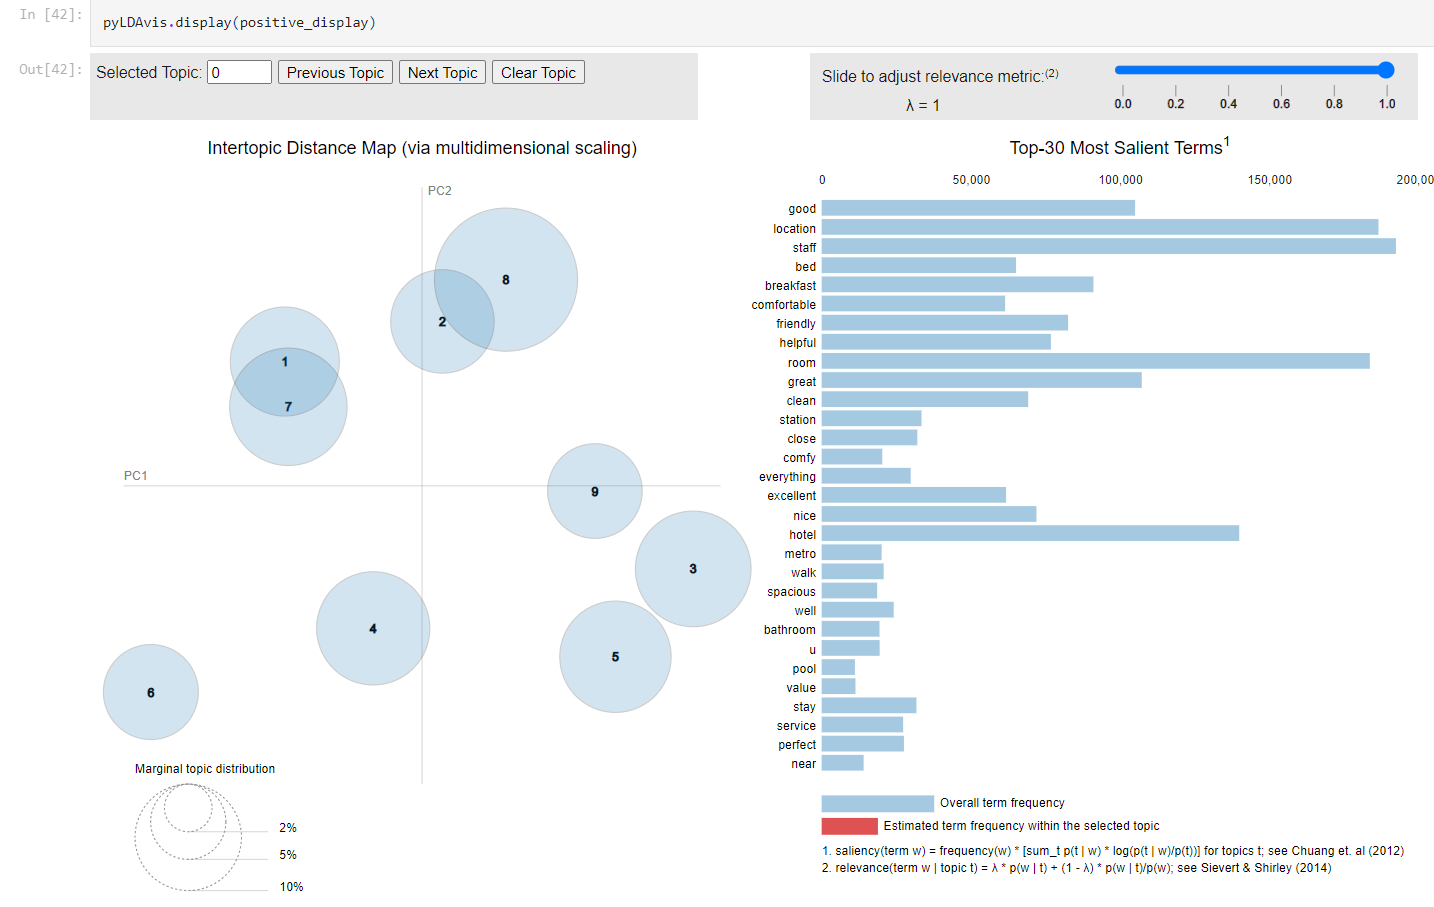 In [42]:
pyLDAvis.display(positive_display)
Out[42]:
Selected Topic: 0 Previous Topic Next Topic Clear Topic
Slide to adjust relevance metric:(2)
λ = 1
0.0 0.2 0.4 0.6 0.8 1.0
Intertopic Distance Map (via multidimensional scaling)
PC2
8
2
1
7
PC1
9
3
4
5
6
Marginal topic distribution
2%
5%
10%
Top-30 Most Salient Terms1
0 50,000 100,000 150,000 200,00
good
location
staff
bed
breakfast
comfortable
friendly
helpful
room
great
clean
station
close
comfy
everything
excellent
nice
hotel
metro
walk
spacious
well
bathroom
u
pool
value
stay
service
perfect
near
Overall term frequency
Estimated term frequency within the selected topic
1. saliency(term w) = frequency(w) * [sum_t p(t | w) * log(p(t | w)/p(t))] for topics t; see Chuang et. al (2012)
2. relevance(term w | topic t) = λ * p(w | t) + (1 - λ) * p(w | t)/p(w); see Sievert & Shirley (2014)